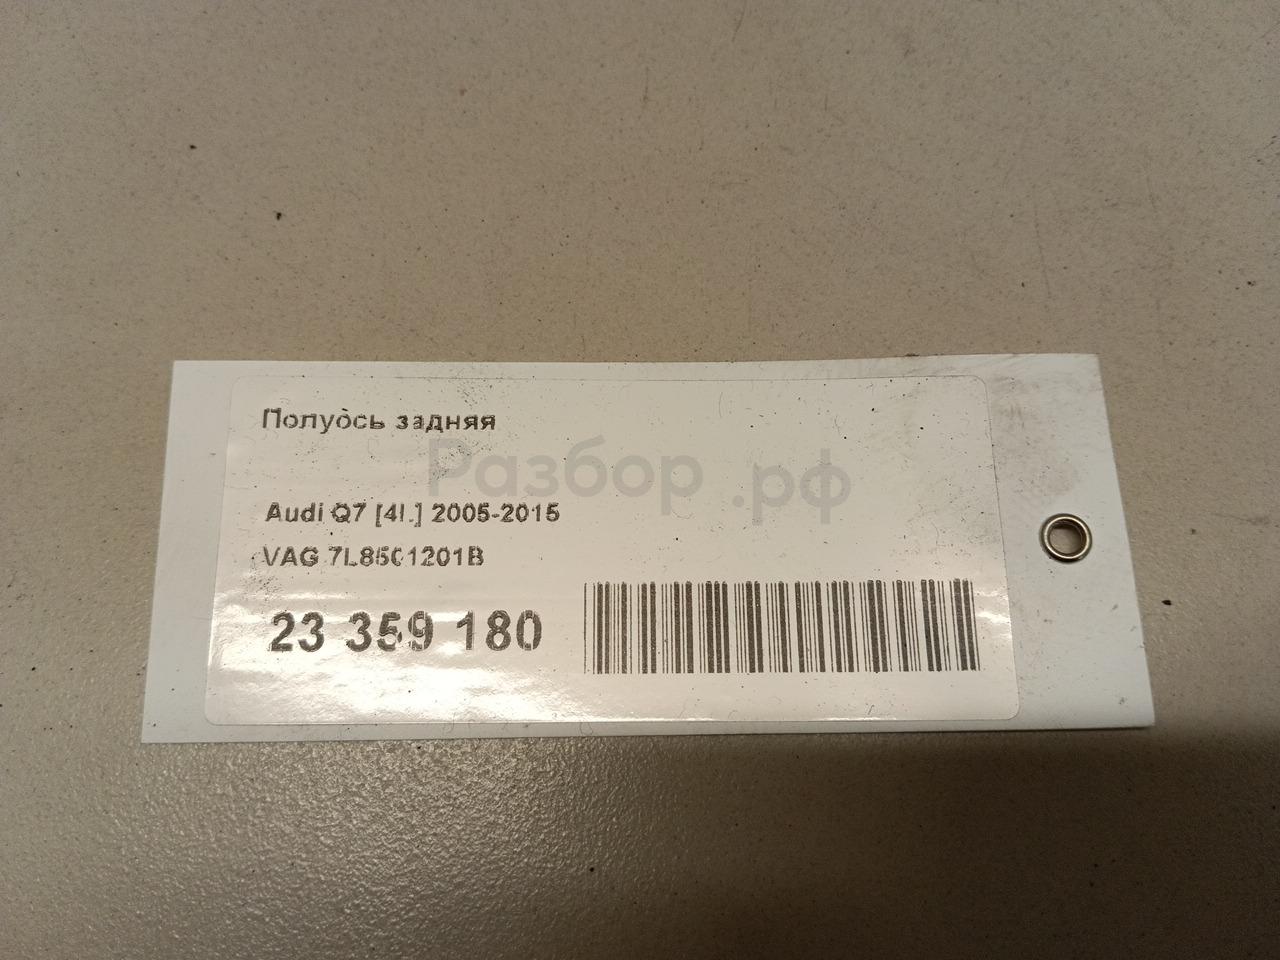 Полуось задняя
Разбор.рф
Audi Q7 [4L] 2005-2015
VAG 7L8501201B
23 359 180